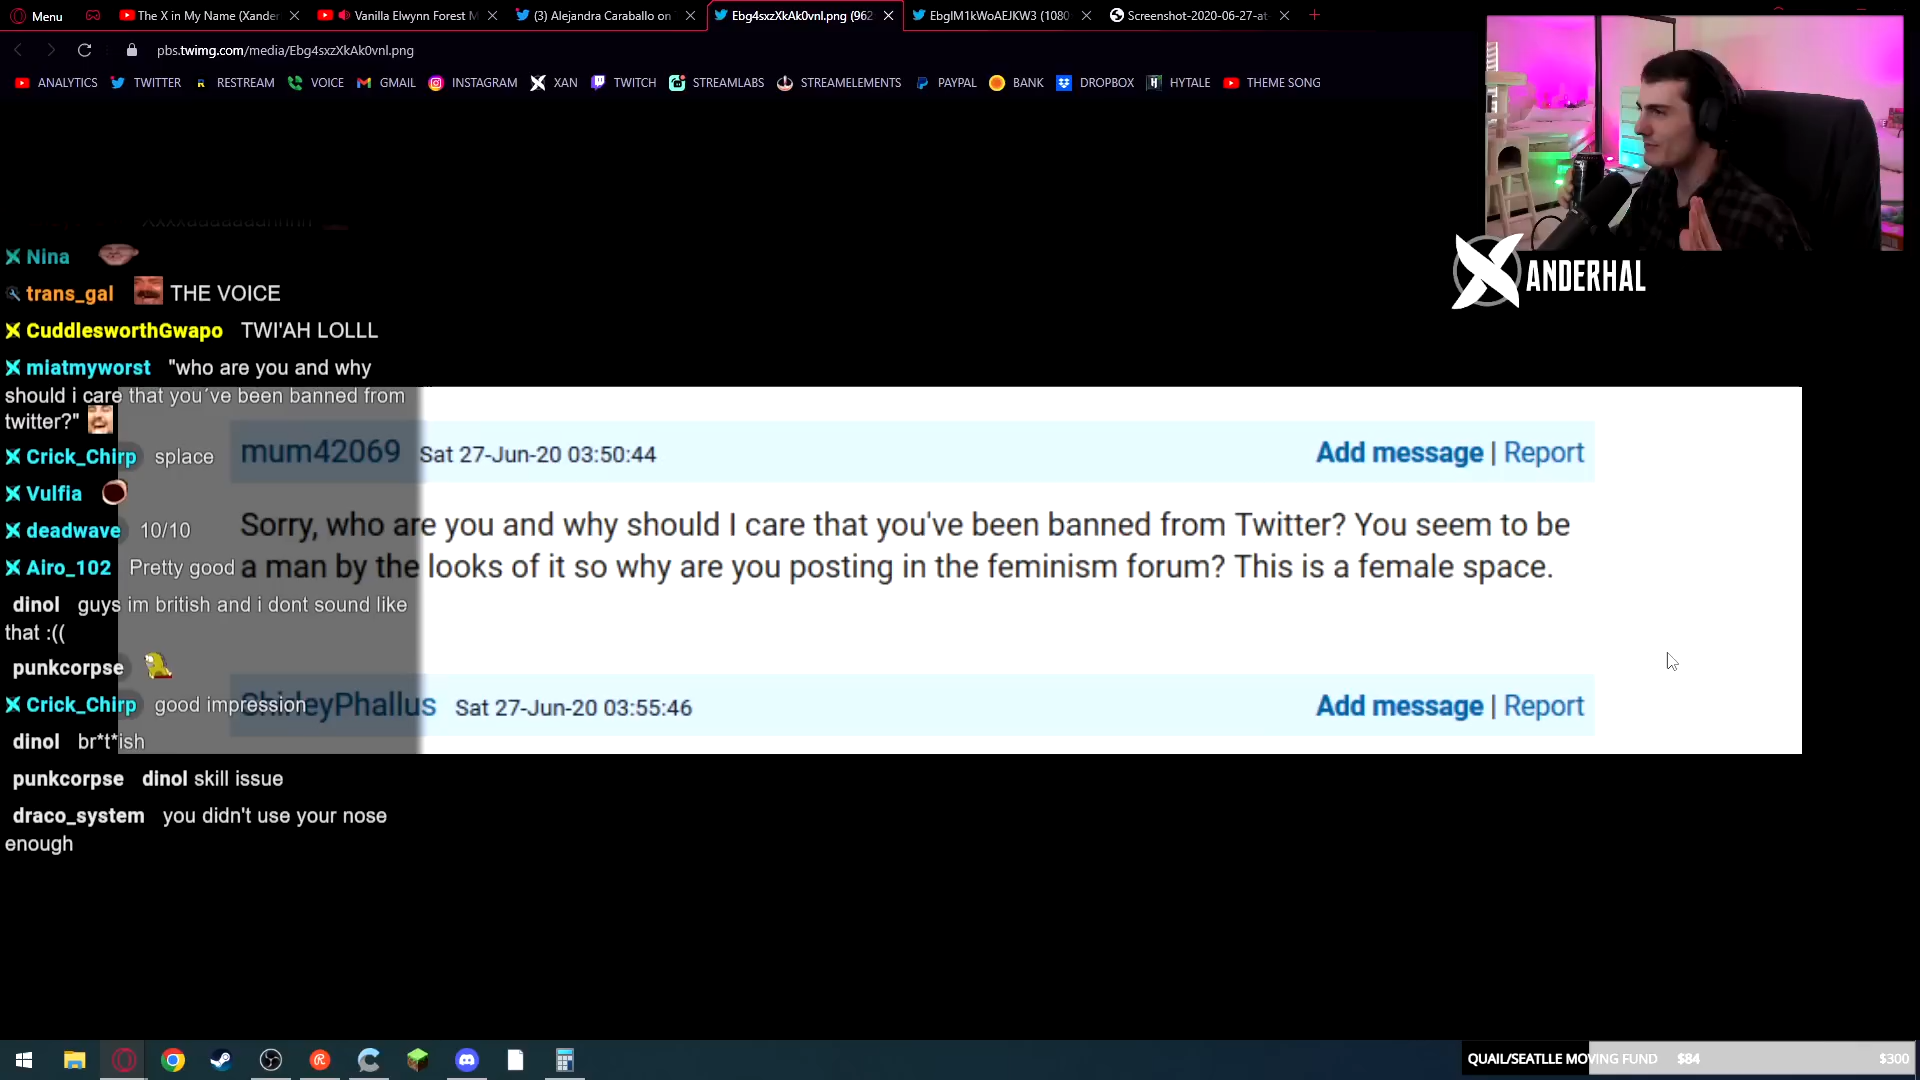 Menu
The X in My Name (Xander
Vanilla Elwynn Forest M
(3) Alejandra Caraballo on
Ebg4sxzXkAk0vnl.png (962
EbglM1kWoAEJKW3 (1080
Screenshot-2020-06-27-at
pbs.twimg.com/media/Ebg4sxzXkAk0vnl.png
ANALYTICS TWITTER RESTREAM VOICE GMAIL INSTAGRAM XAN TWITCH STREAMLABS STREAMELEMENTS PAYPAL BANK DROPBOX HYTALE THEME SONG
ANDERHAL
Nina
trans_gal THE VOICE
CuddlesworthGwapo TWI'AH LOLLL
miatmyworst "who are you and why
should i care that you've been banned from
twitter?"
Crick_Chirp splace
Vulfia
deadwave 10/10
Airo_102 Pretty good
dinol guys im british and i dont sound like
that :((
punkcorpse
Crick_Chirp good impression
dinol br*t*ish
punkcorpse dinol skill issue
draco_system you didn't use your nose
enough
mum42069 Sat 27-Jun-20 03:50:44 Add message | Report
Sorry, who are you and why should I care that you've been banned from Twitter? You seem to be
a man by the looks of it so why are you posting in the feminism forum? This is a female space.
ShirleyPhallus Sat 27-Jun-20 03:55:46 Add message | Report
QUAIL/SEATLLE MOVING FUND $84 $300